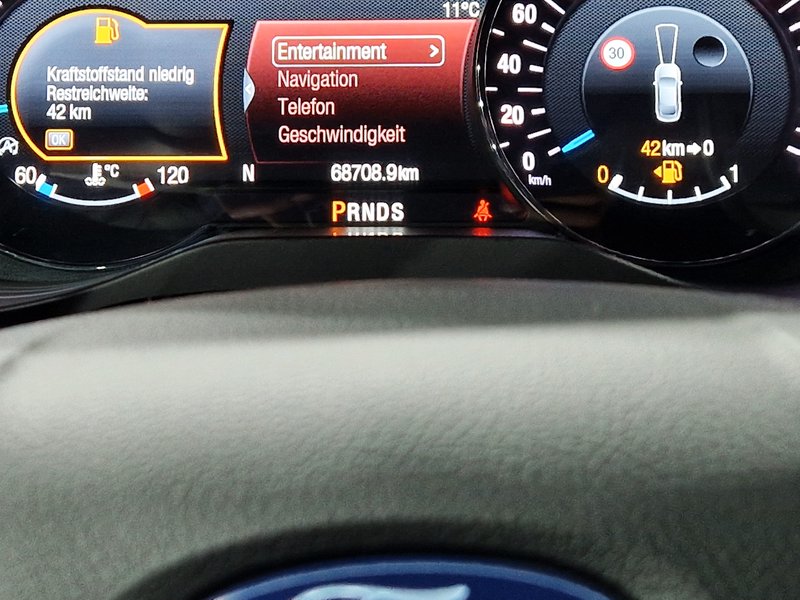 11°C
Kraftstoffstand niedrig
Restreichweite:
42 km
OK
Entertainment >
Navigation
Telefon
Geschwindigkeit
60 °C 120
N 68708.9km
PRNDS
60
40
20
0
km/h
30
42km→0
0 1